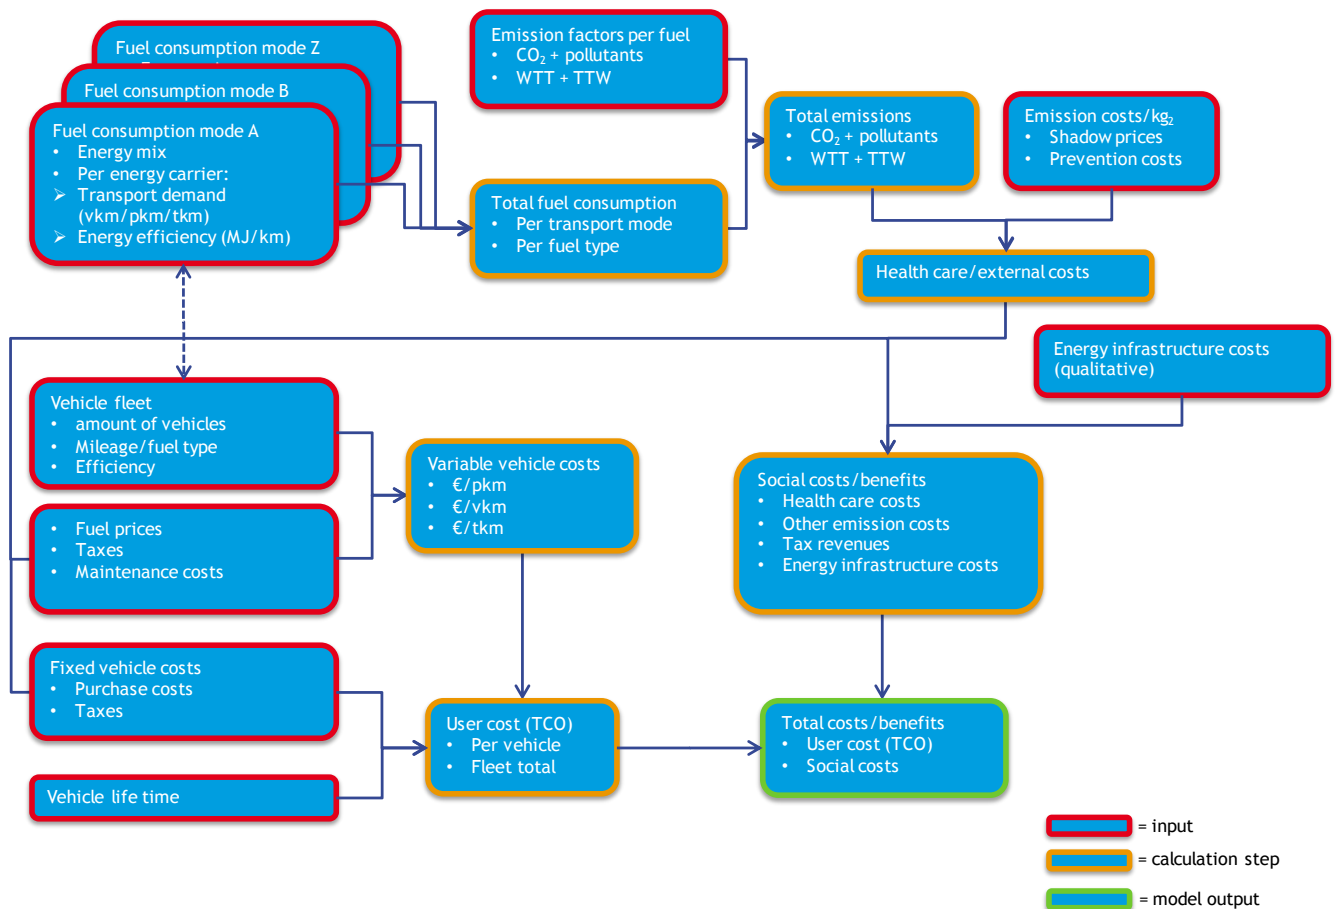 Fuel consumption mode Z
Fuel consumption mode B
Fuel consumption mode A
• Energy mix
• Per energy carrier:
➢ Transport demand
(vkm/pkm/tkm)
➢ Energy efficiency (MJ/km)
Emission factors per fuel
• CO₂ + pollutants
• WTT + TTW
Total fuel consumption
• Per transport mode
• Per fuel type
Total emissions
• CO₂ + pollutants
• WTT + TTW
Emission costs/kg₂
• Shadow prices
• Prevention costs
Health care/external costs
Energy infrastructure costs
(qualitative)
Vehicle fleet
• amount of vehicles
• Mileage/fuel type
• Efficiency
• Fuel prices
• Taxes
• Maintenance costs
Variable vehicle costs
• €/pkm
• €/vkm
• €/tkm
Social costs/benefits
• Health care costs
• Other emission costs
• Tax revenues
• Energy infrastructure costs
Fixed vehicle costs
• Purchase costs
• Taxes
Vehicle life time
User cost (TCO)
• Per vehicle
• Fleet total
Total costs/benefits
• User cost (TCO)
• Social costs
= input
= calculation step
= model output